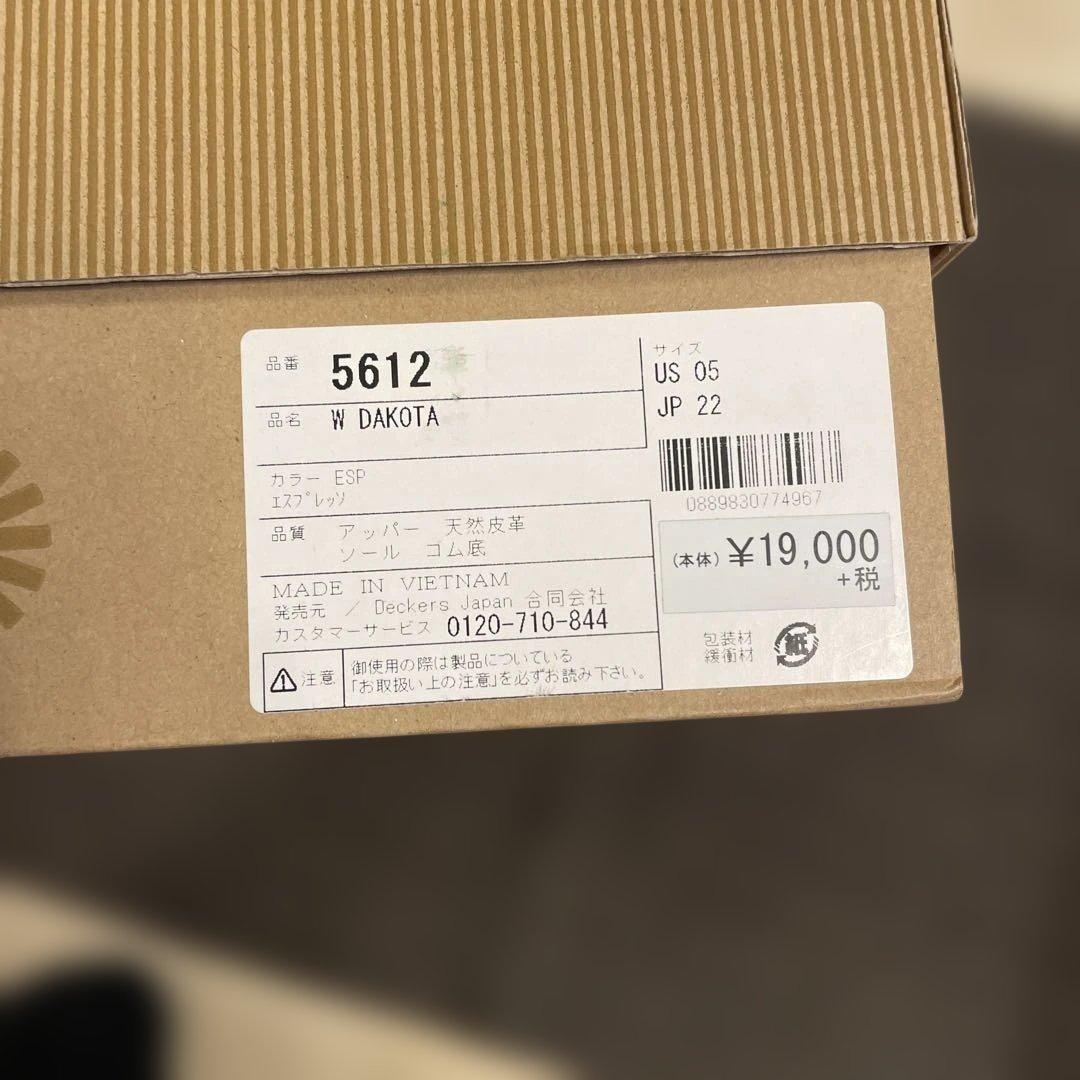 品番 5612
品名 W DAKOTA
カラー ESP
エスプレッソ
品質 アッパー 天然皮革
ソール ゴム底
MADE IN VIETNAM
発売元 / Deckers Japan 合同会社
カスタマーサービス 0120-710-844
注意
御使用の際は製品についている
「お取扱い上の注意」を必ずお読み下さい。
サイズ
US 05
JP 22
0889830774967
(本体) ¥19,000
+税
包装材
緩衝材
紙